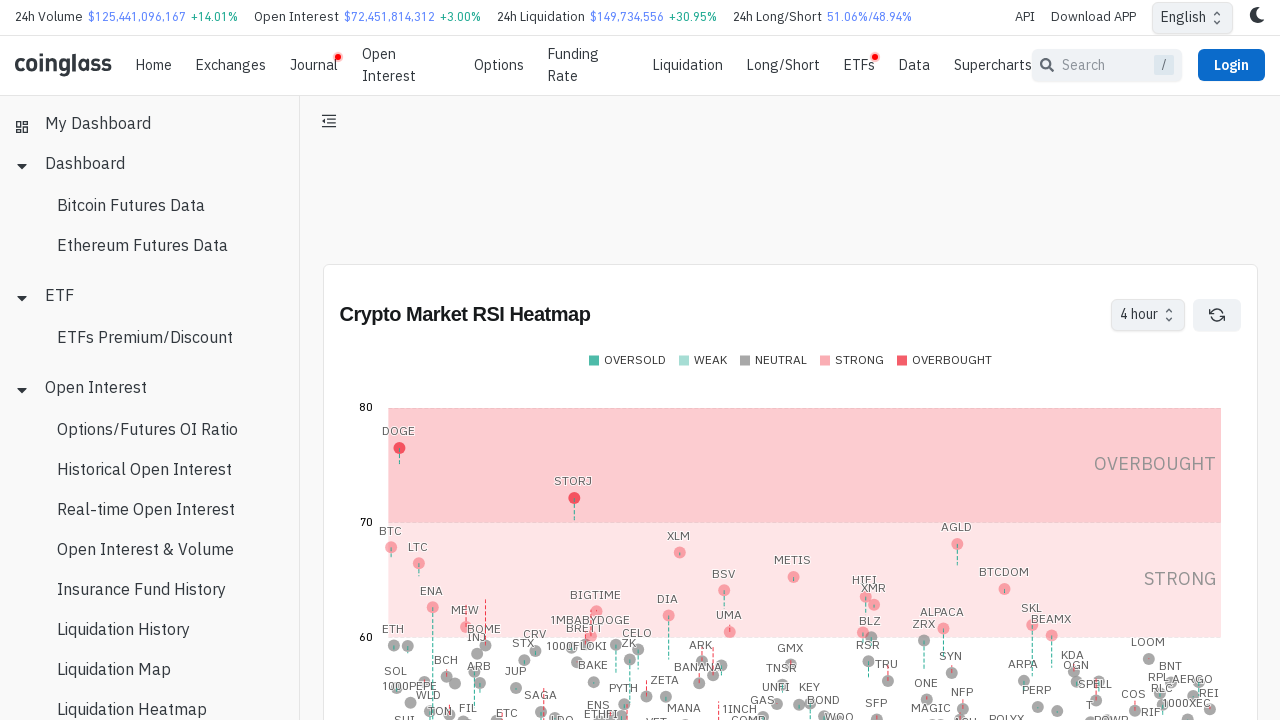 24h Volume $125,441,096,167 +14.01% Open Interest $72,451,814,312 +3.00% 24h Liquidation $149,734,556 +30.95% 24h Long/Short 51.06%/48.94% API Download APP English
coinglass Home Exchanges Journal Open Interest Options Funding Rate Liquidation Long/Short ETFs Data Supercharts Search / Login
My Dashboard
Dashboard
Bitcoin Futures Data
Ethereum Futures Data
ETF
ETFs Premium/Discount
Open Interest
Options/Futures OI Ratio
Historical Open Interest
Real-time Open Interest
Open Interest & Volume
Insurance Fund History
Liquidation History
Liquidation Map
Liquidation Heatmap
Crypto Market RSI Heatmap 4 hour
OVERSOLD WEAK NEUTRAL STRONG OVERBOUGHT
80
DOGE
OVERBOUGHT
STORJ
70
BTC XLM AGLD
LTC
METIS
BSV BTCDOM STRONG
HIFI
XMR
ENA BIGTIME
DIA
MEW UMA ALPACA SKL
1MBABYDOGE BLZ BEAMX
ZRX
ETH BOME BRETT
INJ CRV CELO
60
STX 1000FLOKI ZK ARK GMX RSR LOOM
BCH ARB BAKE BANANA TNSR TRU SYN ARPA KDA OGN BNT
SOL JUP RPL
1000PEPE PYTH ZETA UNFI KEY ONE PERP SPELL RLC AERGO
WLD SAGA NFP COS REI
FIL ENS MANA GAS BOND SFP MAGIC T 1000XEC
TON ETC ETHFI 1INCH RIF
SUI VET COMP WOO POLYX